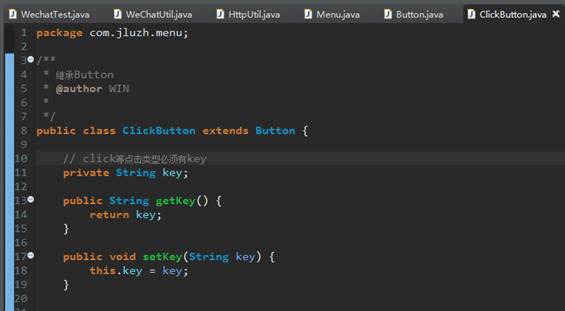 WechatTest.java WeChatUtil.java HttpUtil.java Menu.java Button.java ClickButton.java
1 package com.jluzh.menu;
2
3 /**
4 * 继承Button
5 * @author WIN
6 *
7 */
8 public class ClickButton extends Button {
9
10 // click等点击类型必须有key
11 private String key;
12
13 public String getKey() {
14 return key;
15 }
16
17 public void setKey(String key) {
18 this.key = key;
19 }
20